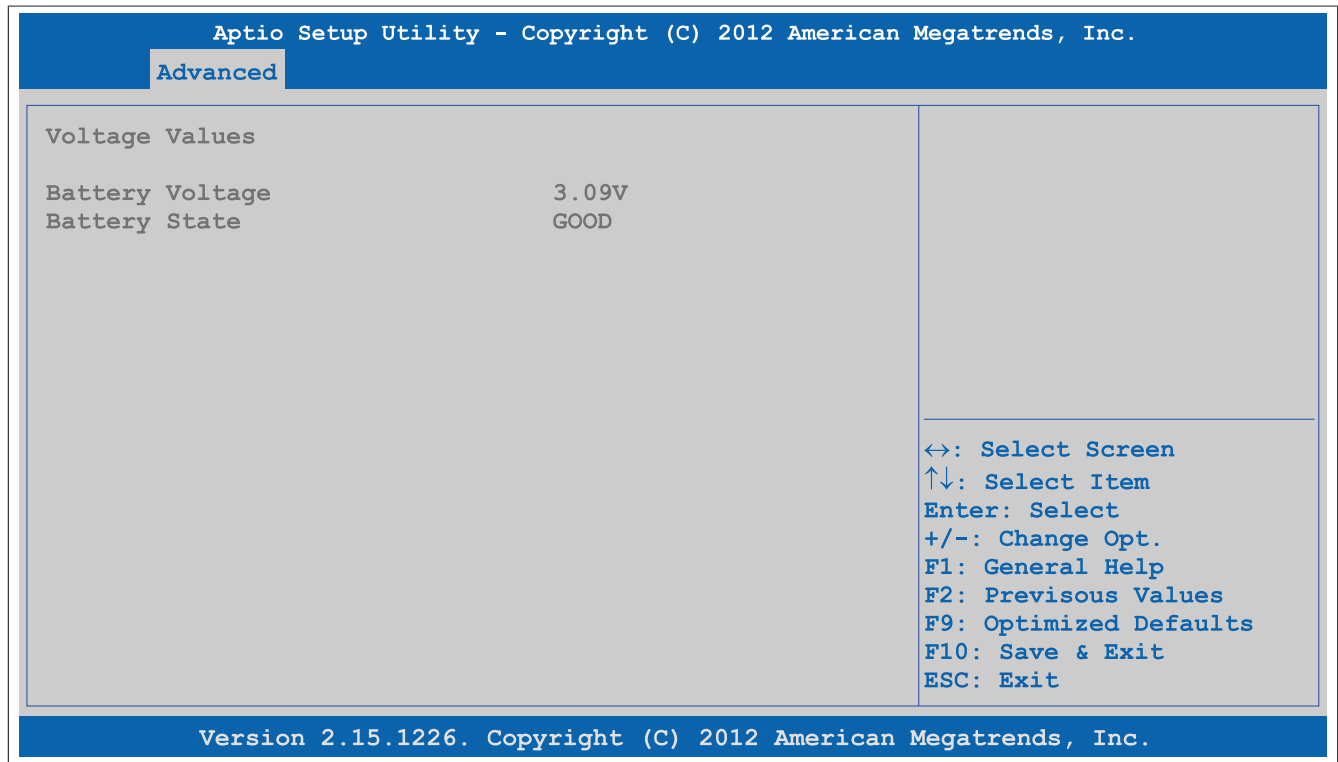 Aptio Setup Utility - Copyright (C) 2012 American Megatrends, Inc.
Advanced
Voltage Values
Battery Voltage 3.09V
Battery State GOOD
↔: Select Screen
↑↓: Select Item
Enter: Select
+/-: Change Opt.
F1: General Help
F2: Previsous Values
F9: Optimized Defaults
F10: Save & Exit
ESC: Exit
Version 2.15.1226. Copyright (C) 2012 American Megatrends, Inc.